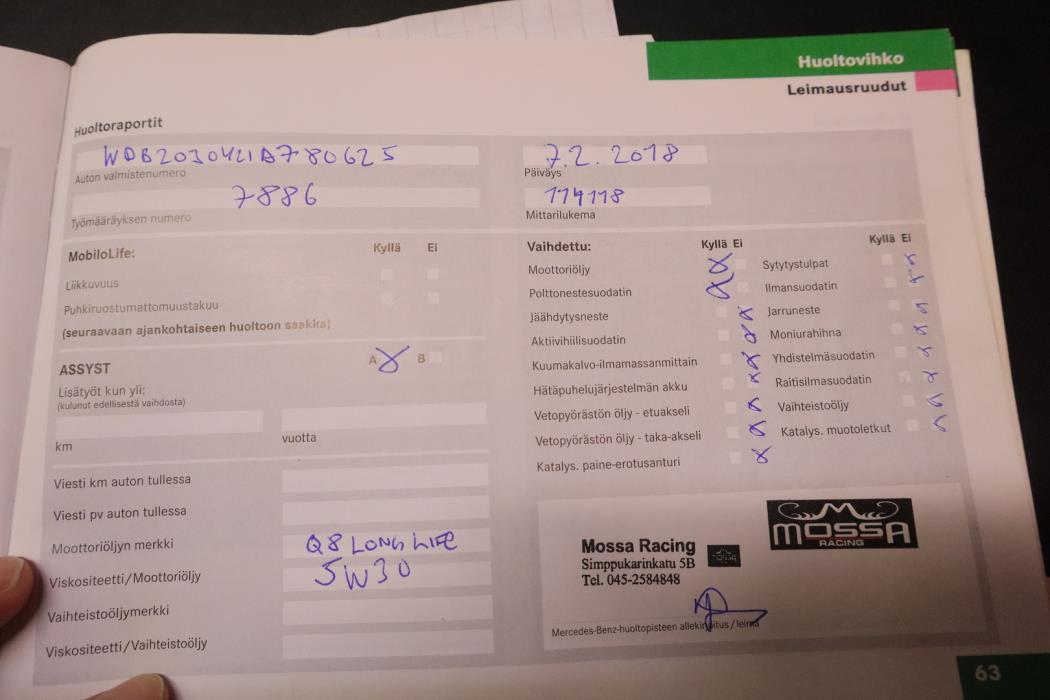 Huoltovihko
Leimausruudut
Huoltoraportit
WDB2030421A780625
Auton valmistenumero
7886
Työmääräyksen numero
7.2.2018
Päiväys
114118
Mittarilukema
MobiloLife: Kyllä Ei
Liikkuvuus
Puhkiruostumattomuustakuu
(seuraavaan ajankohtaiseen huoltoon saakka)
ASSYST A X B
Lisätyöt kun yli:
(kulunut edellisestä vaihdosta)
km vuotta
Viesti km auton tullessa
Viesti pv auton tullessa
Moottoriöljyn merkki Q8 LONG LIFE
Viskositeetti/Moottoriöljy 5W30
Vaihteistoöljymerkki
Viskositeetti/Vaihteistoöljy
Vaihdettu: Kyllä Ei
Moottoriöljy X
Polttonestesuodatin X
Jäähdytysneste X
Aktiivihiilisuodatin X
Kuumakalvo-ilmamassanmittain X
Hätäpuhelujärjestelmän akku X
Vetopyörästön öljy - etuakseli X
Vetopyörästön öljy - taka-akseli X
Katalys. paine-erotusanturi X
Kyllä Ei
Sytytystulpat X
Ilmansuodatin X
Jarruneste X
Moniurahihna X
Yhdistelmäsuodatin X
Raitisilmasuodatin X
Vaihteistoöljy X
Katalys. muotoletkut X
MOSSA
RACING
Mossa Racing
Simppukarinkatu 5B
Tel. 045-2584848
Mercedes-Benz-huoltopisteen allekirjoitus / leima
63